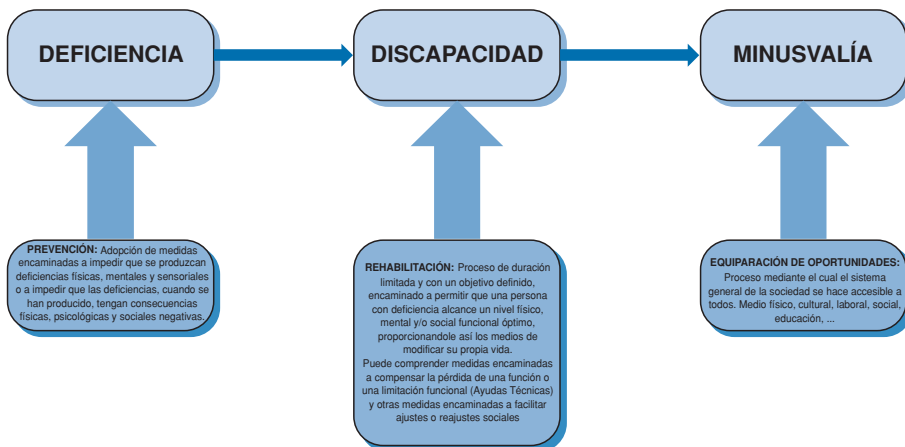 DEFICIENCIA
DISCAPACIDAD
MINUSVALÍA
PREVENCIÓN: Adopción de medidas
encaminadas a impedir que se produzcan
deficiencias físicas, mentales y sensoriales
o a impedir que las deficiencias, cuando se
han producido, tengan consecuencias
físicas, psicológicas y sociales negativas.
REHABILITACIÓN: Proceso de duración
limitada y con un objetivo definido,
encaminado a permitir que una persona
con deficiencia alcance un nivel físico,
mental y/o social funcional óptimo,
proporcionandole así los medios de
modificar su propia vida.
Puede comprender medidas encaminadas
a compensar la pérdida de una función o
una limitación funcional (Ayudas Técnicas)
y otras medidas encaminadas a facilitar
ajustes o reajustes sociales
EQUIPARACIÓN DE OPORTUNIDADES:
Proceso mediante el cual el sistema
general de la sociedad se hace accesible a
todos. Medio físico, cultural, laboral, social,
educación, ...